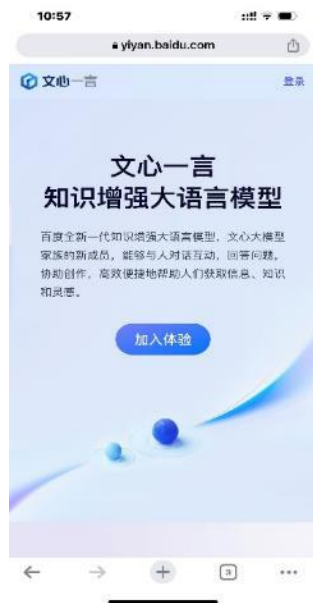 10:57
yiyan.baidu.com
文心一言
登录
文心一言
知识增强大语言模型
百度全新一代知识增强大语言模型，文心大模型
家族的新成员，能够与人对话互动，回答问题，
协助创作，高效便捷地帮助人们获取信息、知识
和灵感。
加入体验